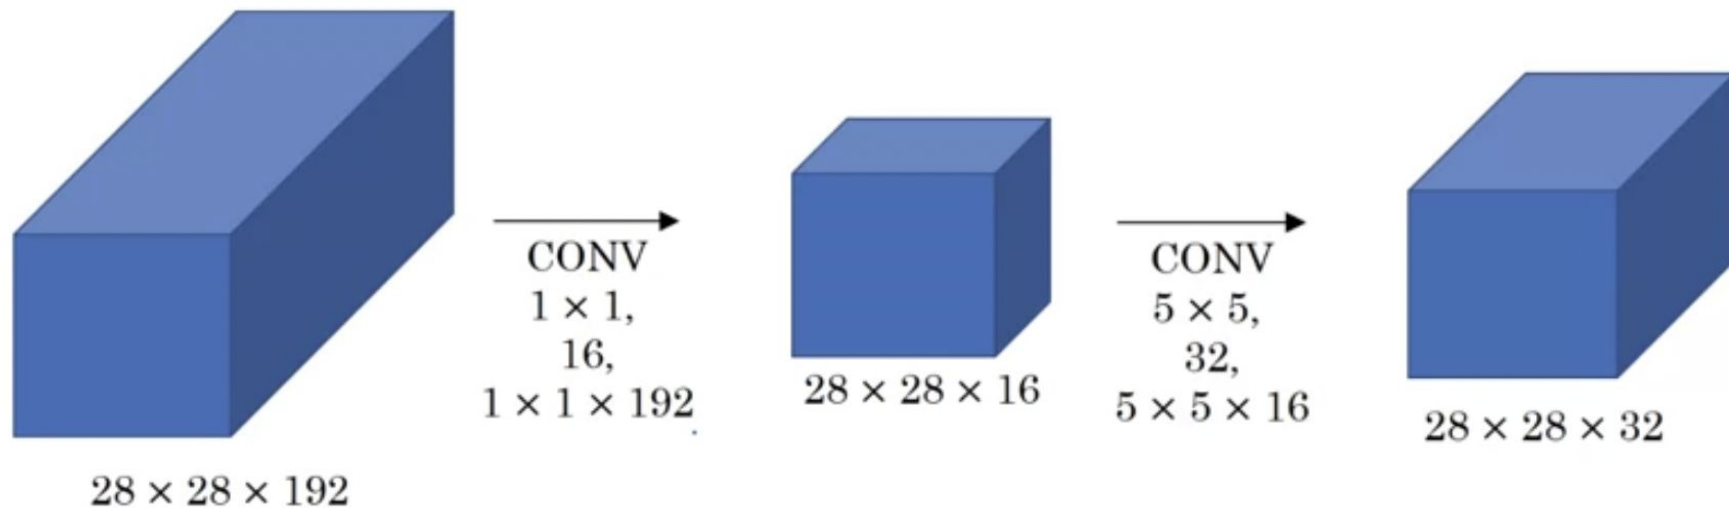 28 × 28 × 192
CONV
1 × 1,
16,
1 × 1 × 192
28 × 28 × 16
CONV
5 × 5,
32,
5 × 5 × 16
28 × 28 × 32